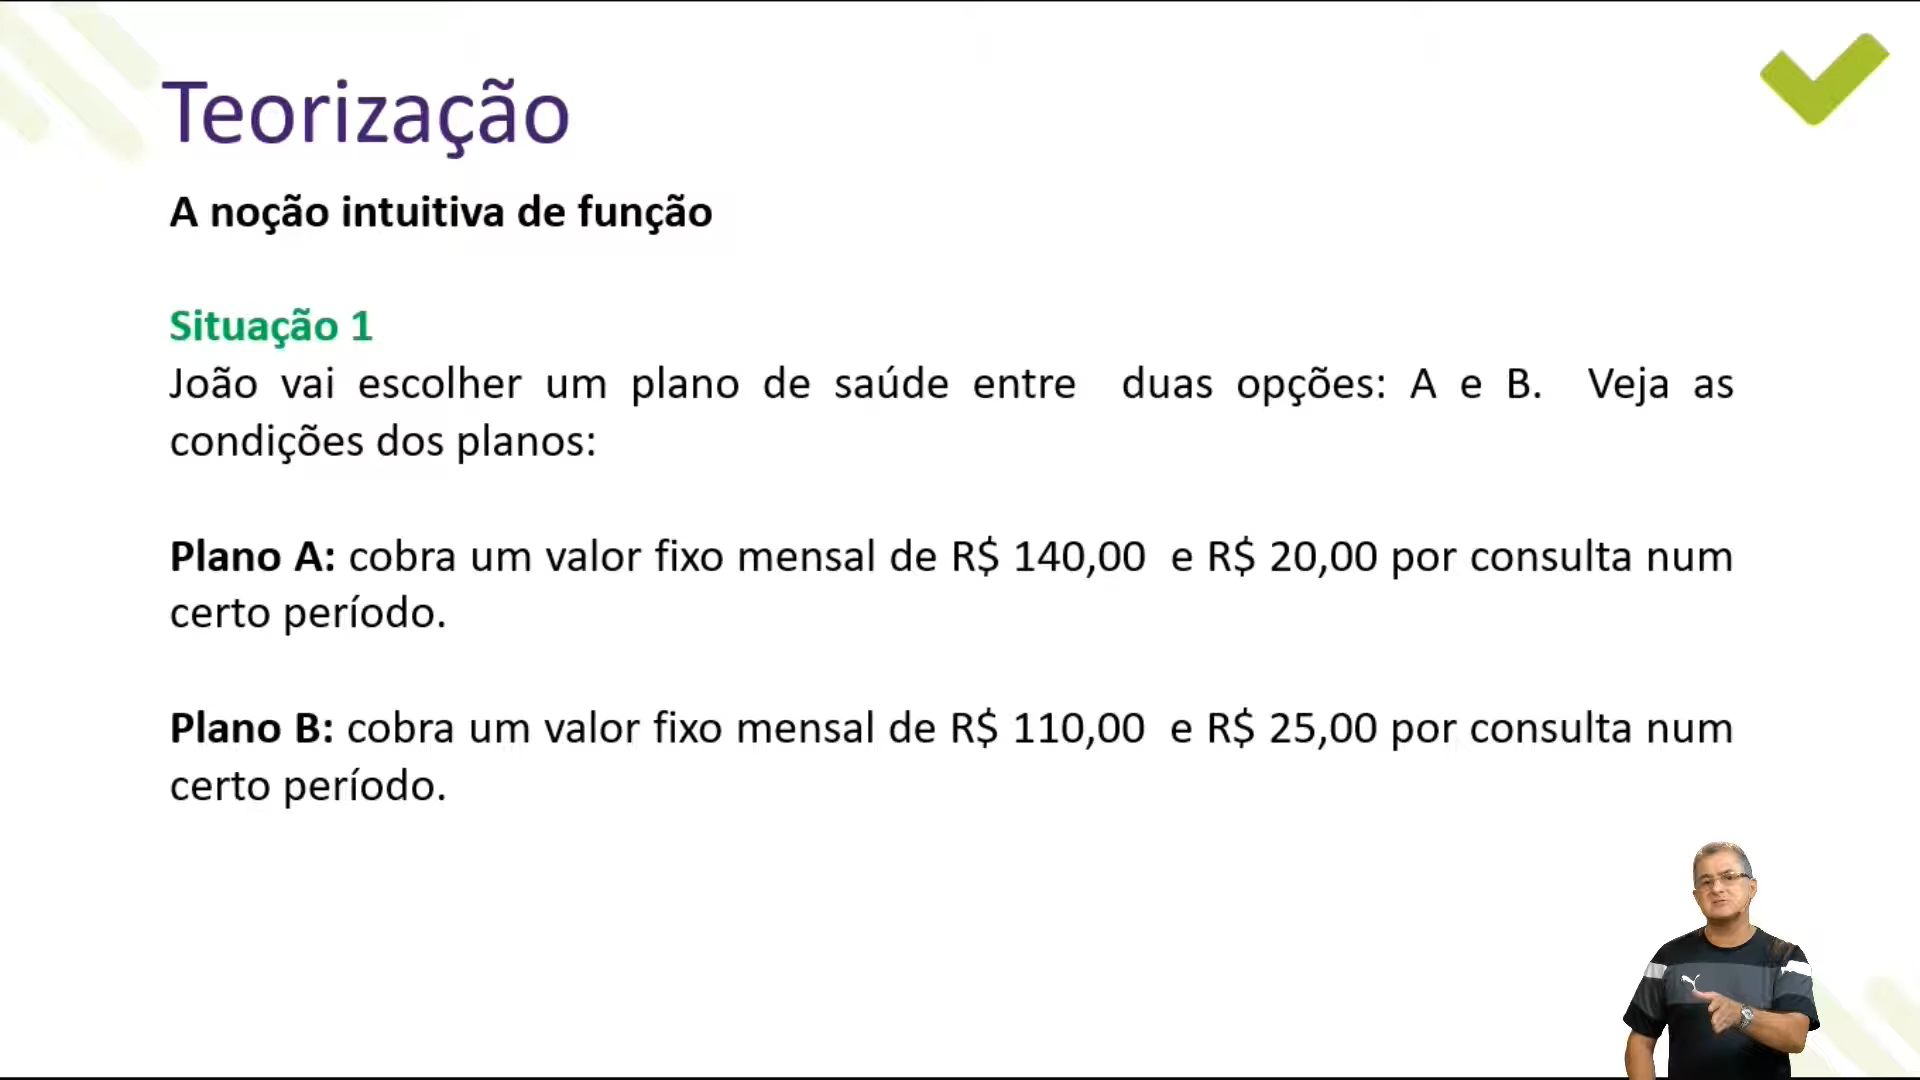 Teorização
A noção intuitiva de função
Situação 1
João vai escolher um plano de saúde entre duas opções: A e B. Veja as
condições dos planos:
Plano A: cobra um valor fixo mensal de R$ 140,00 e R$ 20,00 por consulta num
certo período.
Plano B: cobra um valor fixo mensal de R$ 110,00 e R$ 25,00 por consulta num
certo período.